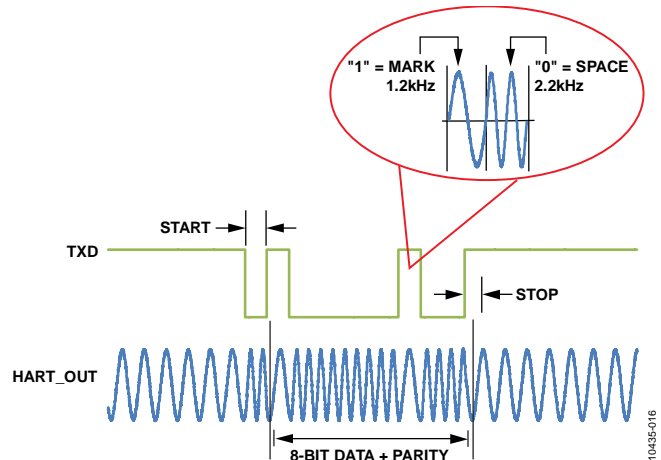 "1" = MARK
1.2kHz
"0" = SPACE
2.2kHz
START
TXD
STOP
HART_OUT
8-BIT DATA + PARITY
10435-016